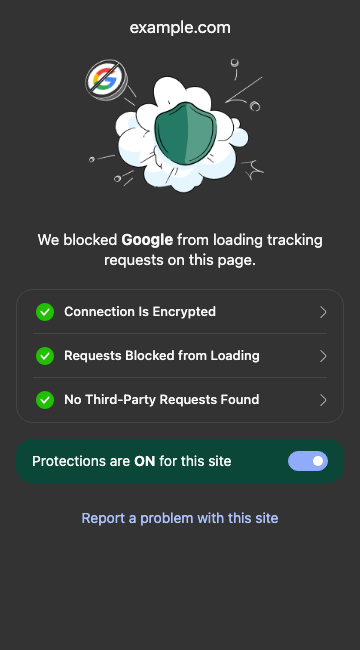 example.com
We blocked Google from loading tracking
requests on this page.
Connection Is Encrypted
Requests Blocked from Loading
No Third-Party Requests Found
Protections are ON for this site
Report a problem with this site